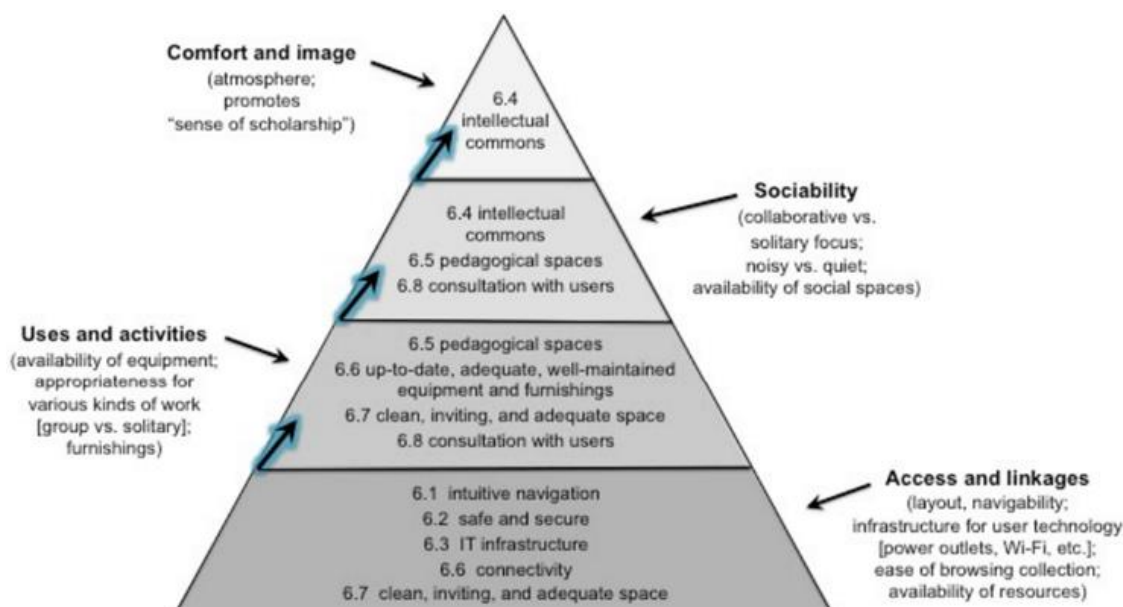 Comfort and image
(atmosphere;
promotes
“sense of scholarship”)
6.4
intellectual
commons
Sociability
(collaborative vs.
solitary focus;
noisy vs. quiet;
availability of social spaces)
6.4 intellectual
commons
6.5 pedagogical spaces
6.8 consultation with users
Uses and activities
(availability of equipment;
appropriateness for
various kinds of work
[group vs. solitary];
furnishings)
6.5 pedagogical spaces
6.6 up-to-date, adequate, well-maintained
equipment and furnishings
6.7 clean, inviting, and adequate space
6.8 consultation with users
Access and linkages
(layout, navigability;
infrastructure for user technology
[power outlets, Wi-Fi, etc.];
ease of browsing collection;
availability of resources)
6.1 intuitive navigation
6.2 safe and secure
6.3 IT infrastructure
6.6 connectivity
6.7 clean, inviting, and adequate space